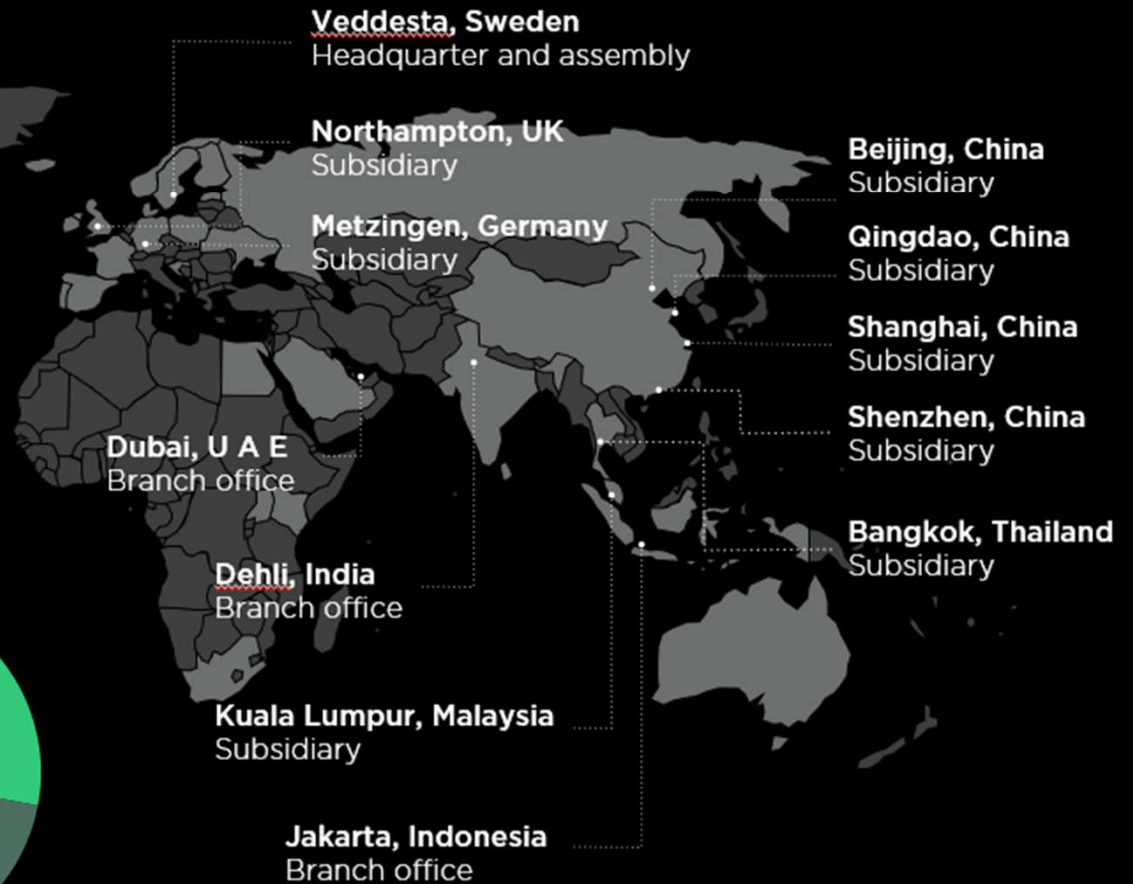 Veddesta, Sweden
Headquarter and assembly
Northampton, UK
Subsidiary
Metzingen, Germany
Subsidiary
Beijing, China
Subsidiary
Qingdao, China
Subsidiary
Shanghai, China
Subsidiary
Shenzhen, China
Subsidiary
Bangkok, Thailand
Subsidiary
Dubai, U A E
Branch office
Dehli, India
Branch office
Kuala Lumpur, Malaysia
Subsidiary
Jakarta, Indonesia
Branch office